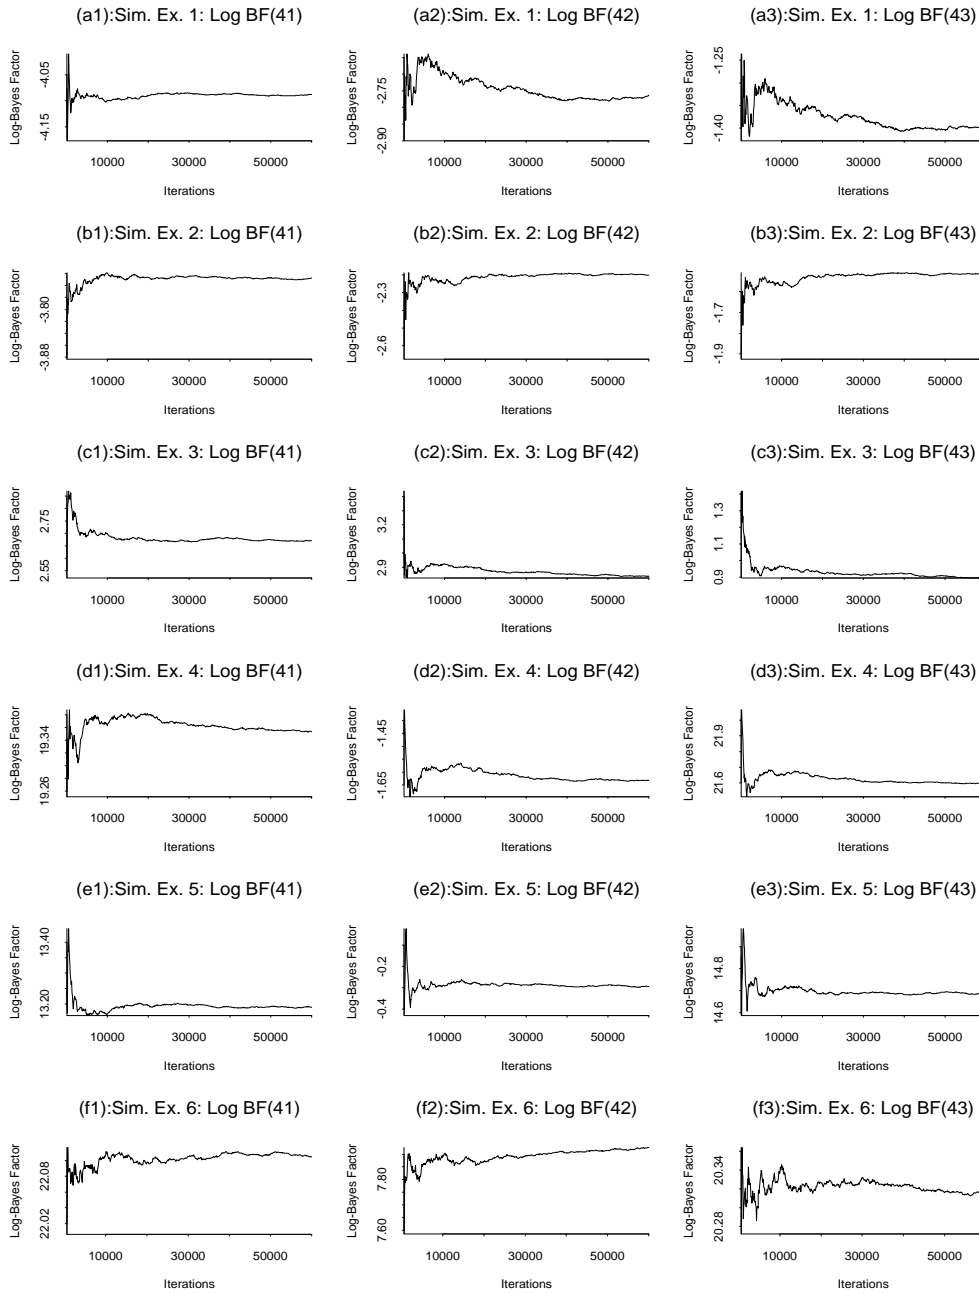 (a1):Sim. Ex. 1: Log BF(41)
Log-Bayes Factor
-4.15
-4.05
10000
30000
50000
Iterations
(a2):Sim. Ex. 1: Log BF(42)
Log-Bayes Factor
-2.90
-2.75
10000
30000
50000
Iterations
(a3):Sim. Ex. 1: Log BF(43)
Log-Bayes Factor
-1.40
-1.25
10000
30000
50000
Iterations
(b1):Sim. Ex. 2: Log BF(41)
Log-Bayes Factor
-3.88
-3.80
10000
30000
50000
Iterations
(b2):Sim. Ex. 2: Log BF(42)
Log-Bayes Factor
-2.6
-2.3
10000
30000
50000
Iterations
(b3):Sim. Ex. 2: Log BF(43)
Log-Bayes Factor
-1.9
-1.7
10000
30000
50000
Iterations
(c1):Sim. Ex. 3: Log BF(41)
Log-Bayes Factor
2.55
2.75
10000
30000
50000
Iterations
(c2):Sim. Ex. 3: Log BF(42)
Log-Bayes Factor
2.9
3.2
10000
30000
50000
Iterations
(c3):Sim. Ex. 3: Log BF(43)
Log-Bayes Factor
0.9
1.1
1.3
10000
30000
50000
Iterations
(d1):Sim. Ex. 4: Log BF(41)
Log-Bayes Factor
19.26
19.34
10000
30000
50000
Iterations
(d2):Sim. Ex. 4: Log BF(42)
Log-Bayes Factor
-1.65
-1.45
10000
30000
50000
Iterations
(d3):Sim. Ex. 4: Log BF(43)
Log-Bayes Factor
21.6
21.9
10000
30000
50000
Iterations
(e1):Sim. Ex. 5: Log BF(41)
Log-Bayes Factor
13.20
13.40
10000
30000
50000
Iterations
(e2):Sim. Ex. 5: Log BF(42)
Log-Bayes Factor
-0.4
-0.2
10000
30000
50000
Iterations
(e3):Sim. Ex. 5: Log BF(43)
Log-Bayes Factor
14.6
14.8
10000
30000
50000
Iterations
(f1):Sim. Ex. 6: Log BF(41)
Log-Bayes Factor
22.02
22.08
10000
30000
50000
Iterations
(f2):Sim. Ex. 6: Log BF(42)
Log-Bayes Factor
7.60
7.80
10000
30000
50000
Iterations
(f3):Sim. Ex. 6: Log BF(43)
Log-Bayes Factor
20.28
20.34
10000
30000
50000
Iterations